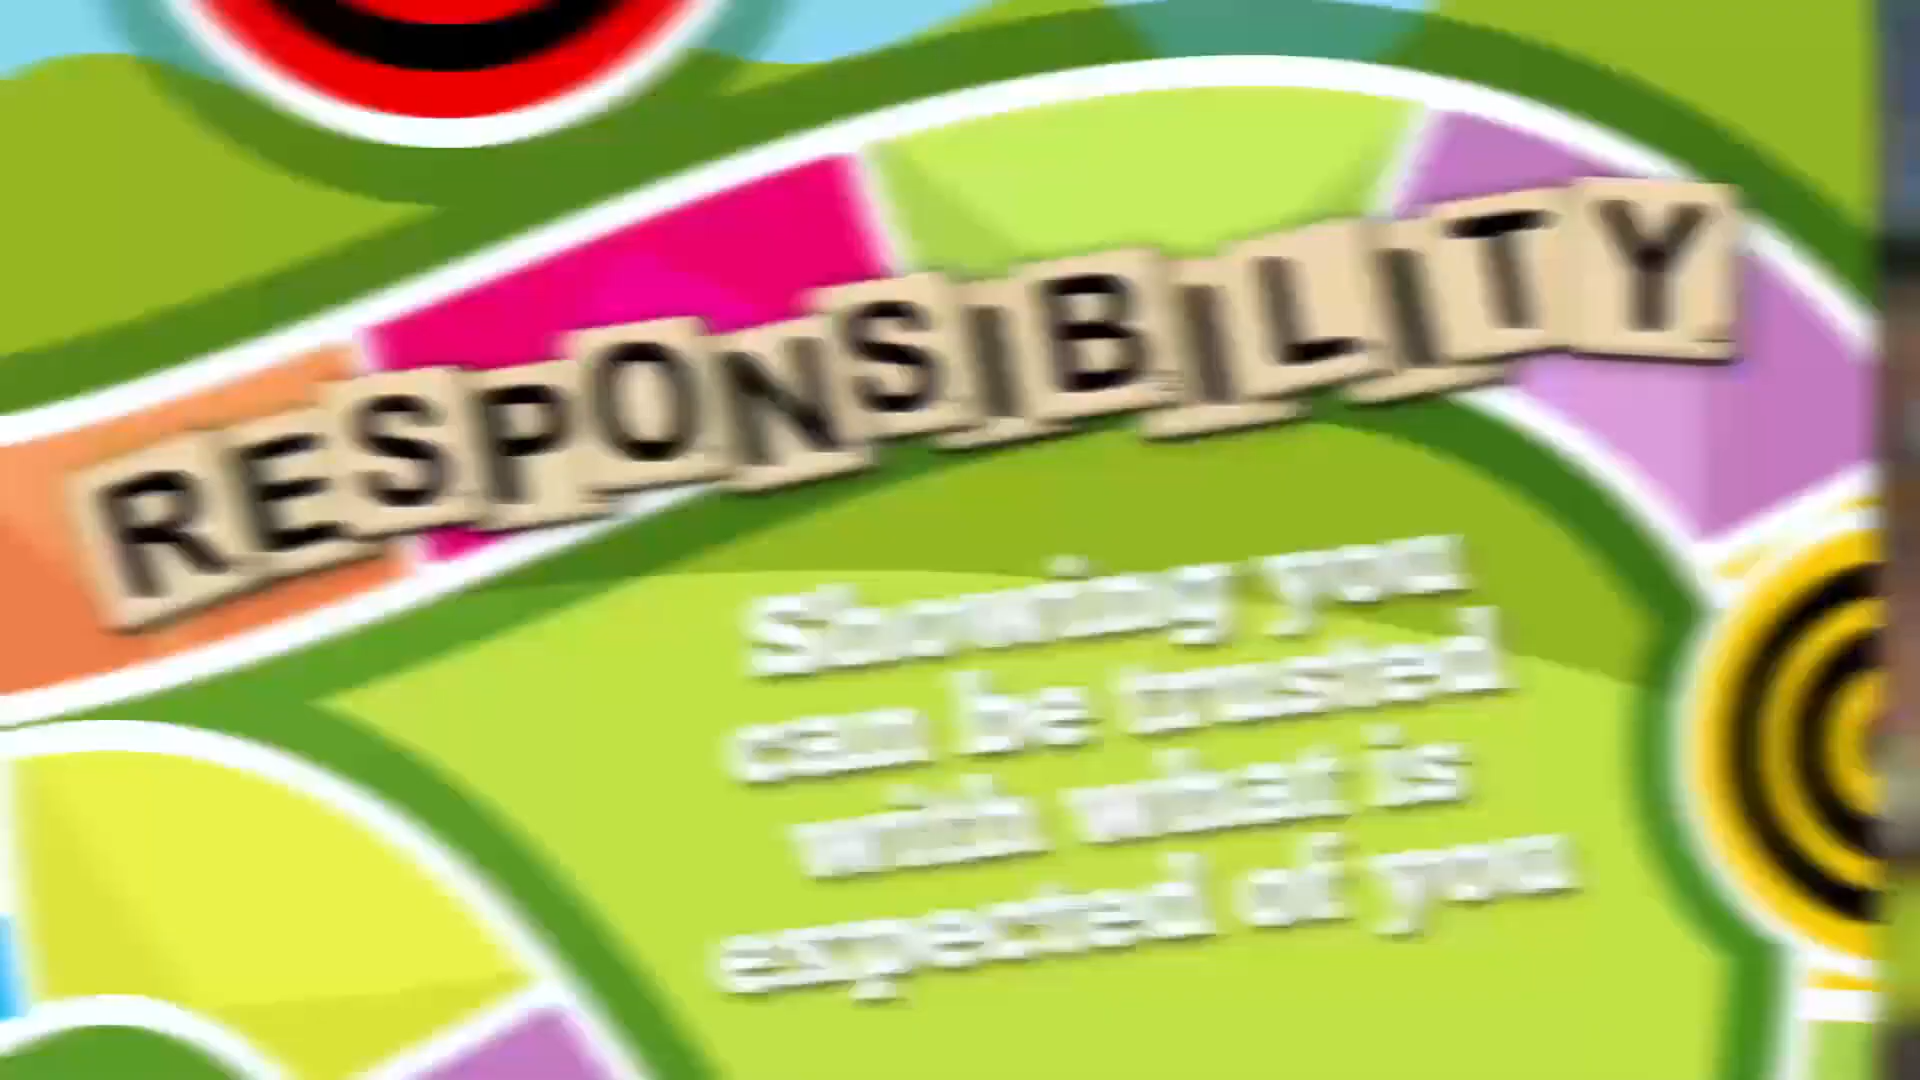 RESPONSIBILITY
Showing you
can be trusted
with what is
expected of you